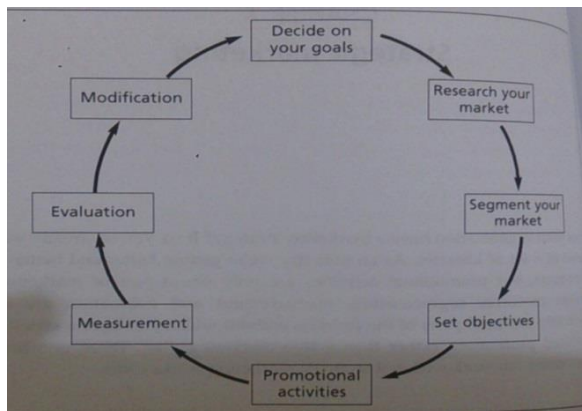 Decide on
your goals
Research your
market
Segment your
market
Set objectives
Promotional
activities
Measurement
Evaluation
Modification